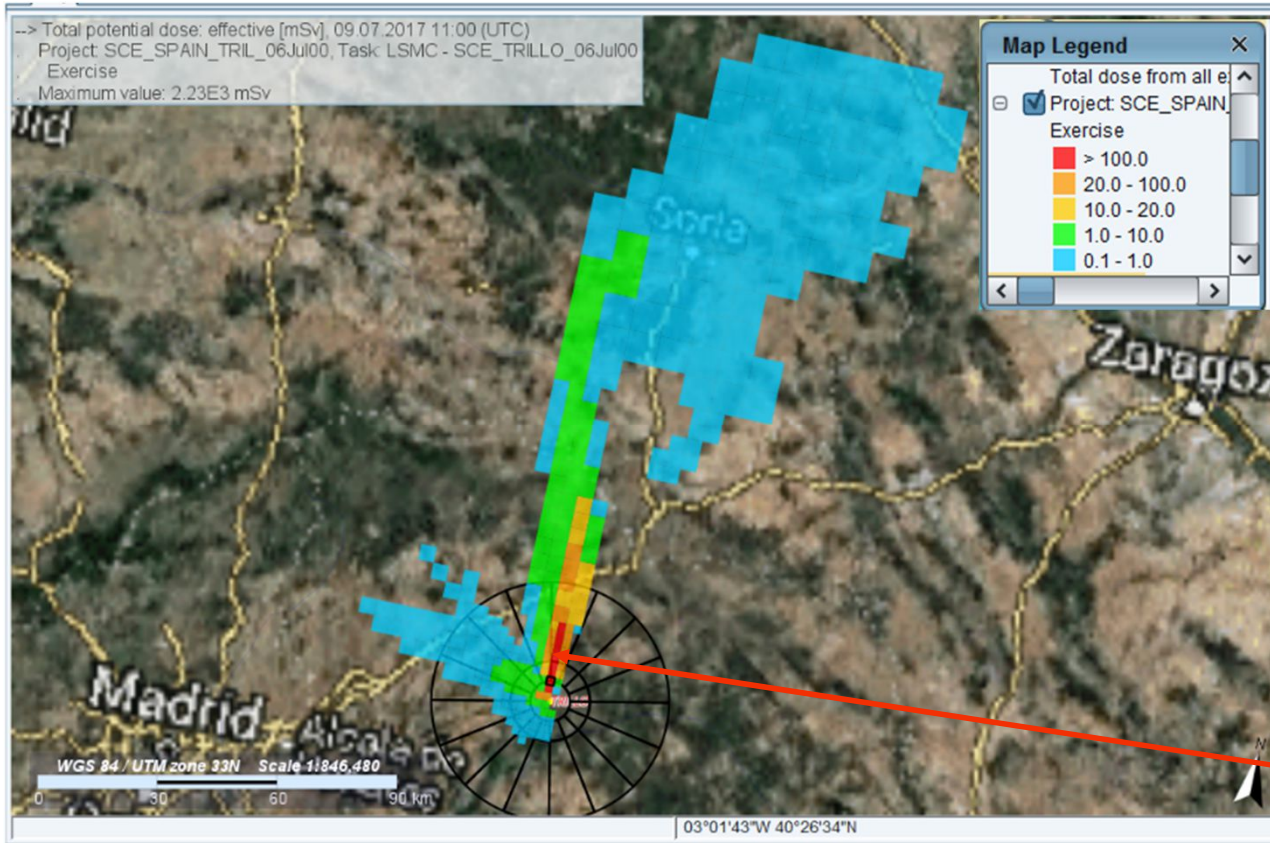 --> Total potential dose: effective [mSv], 09.07.2017 11:00 (UTC)
. Project: SCE_SPAIN_TRIL_06Jul00, Task: LSMC - SCE_TRILLO_06Jul00
Exercise
. Maximum value: 2.23E3 mSv
Map Legend
Total dose from all e
Project: SCE_SPAIN_
Exercise
> 100.0
20.0 - 100.0
10.0 - 20.0
1.0 - 10.0
0.1 - 1.0
Soria
Zaragoz
Madrid
Alcala De
WGS 84 / UTM zone 33N Scale 1:846,480
0 30 60 90 km
N
03°01'43"W 40°26'34"N